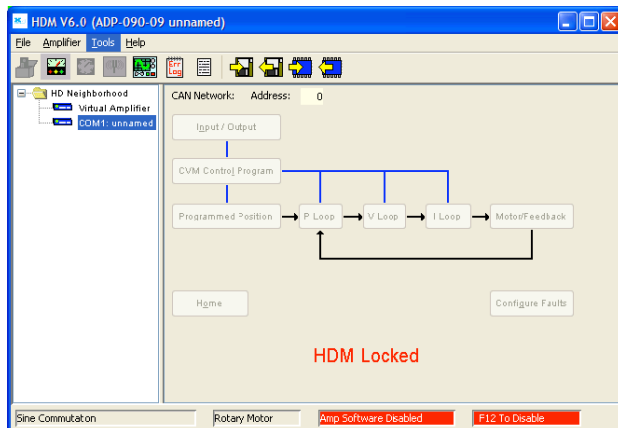 HDM V6.0 (ADP-090-09 unnamed)
File Amplifier Tools Help
Err Log
HD Neighborhood
Virtual Amplifier
COM1: unnamed
CAN Network: Address: 0
Input / Output
CVM Control Program
Programmed Position P Loop V Loop I Loop Motor/Feedback
Home Configure Faults
HDM Locked
Sine Commutaton Rotary Motor Amp Software Disabled F12 To Disable